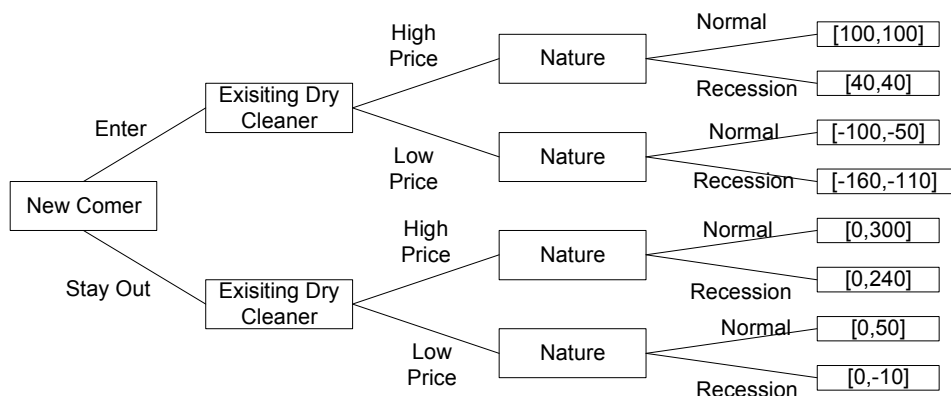 Normal
High
Price
Nature
[100,100]
Recession
[40,40]
Exisiting Dry
Cleaner
Enter
Low
Price
Nature
Normal
[-100,-50]
Recession
[-160,-110]
New Comer
Stay Out
High
Price
Nature
Normal
[0,300]
Recession
[0,240]
Exisiting Dry
Cleaner
Low
Price
Nature
Normal
[0,50]
Recession
[0,-10]